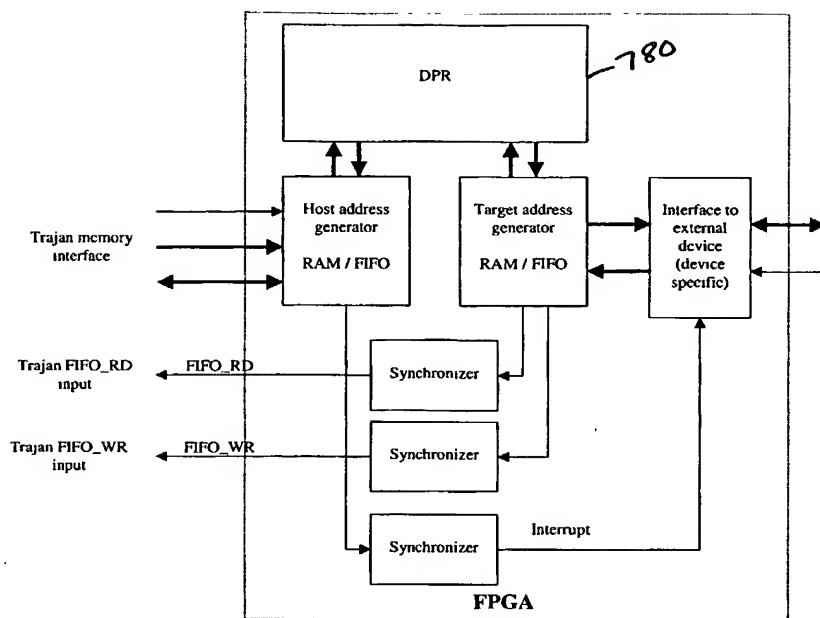 780
DPR
Host address
generator
RAM / FIFO
Target address
generator
RAM / FIFO
Interface to
external
device
(device
specific)
Trajan memory
interface
Synchronizer
FIFO_RD
Trajan FIFO_RD
input
Synchronizer
FIFO_WR
Trajan FIFO_WR
input
Synchronizer
Interrupt
FPGA